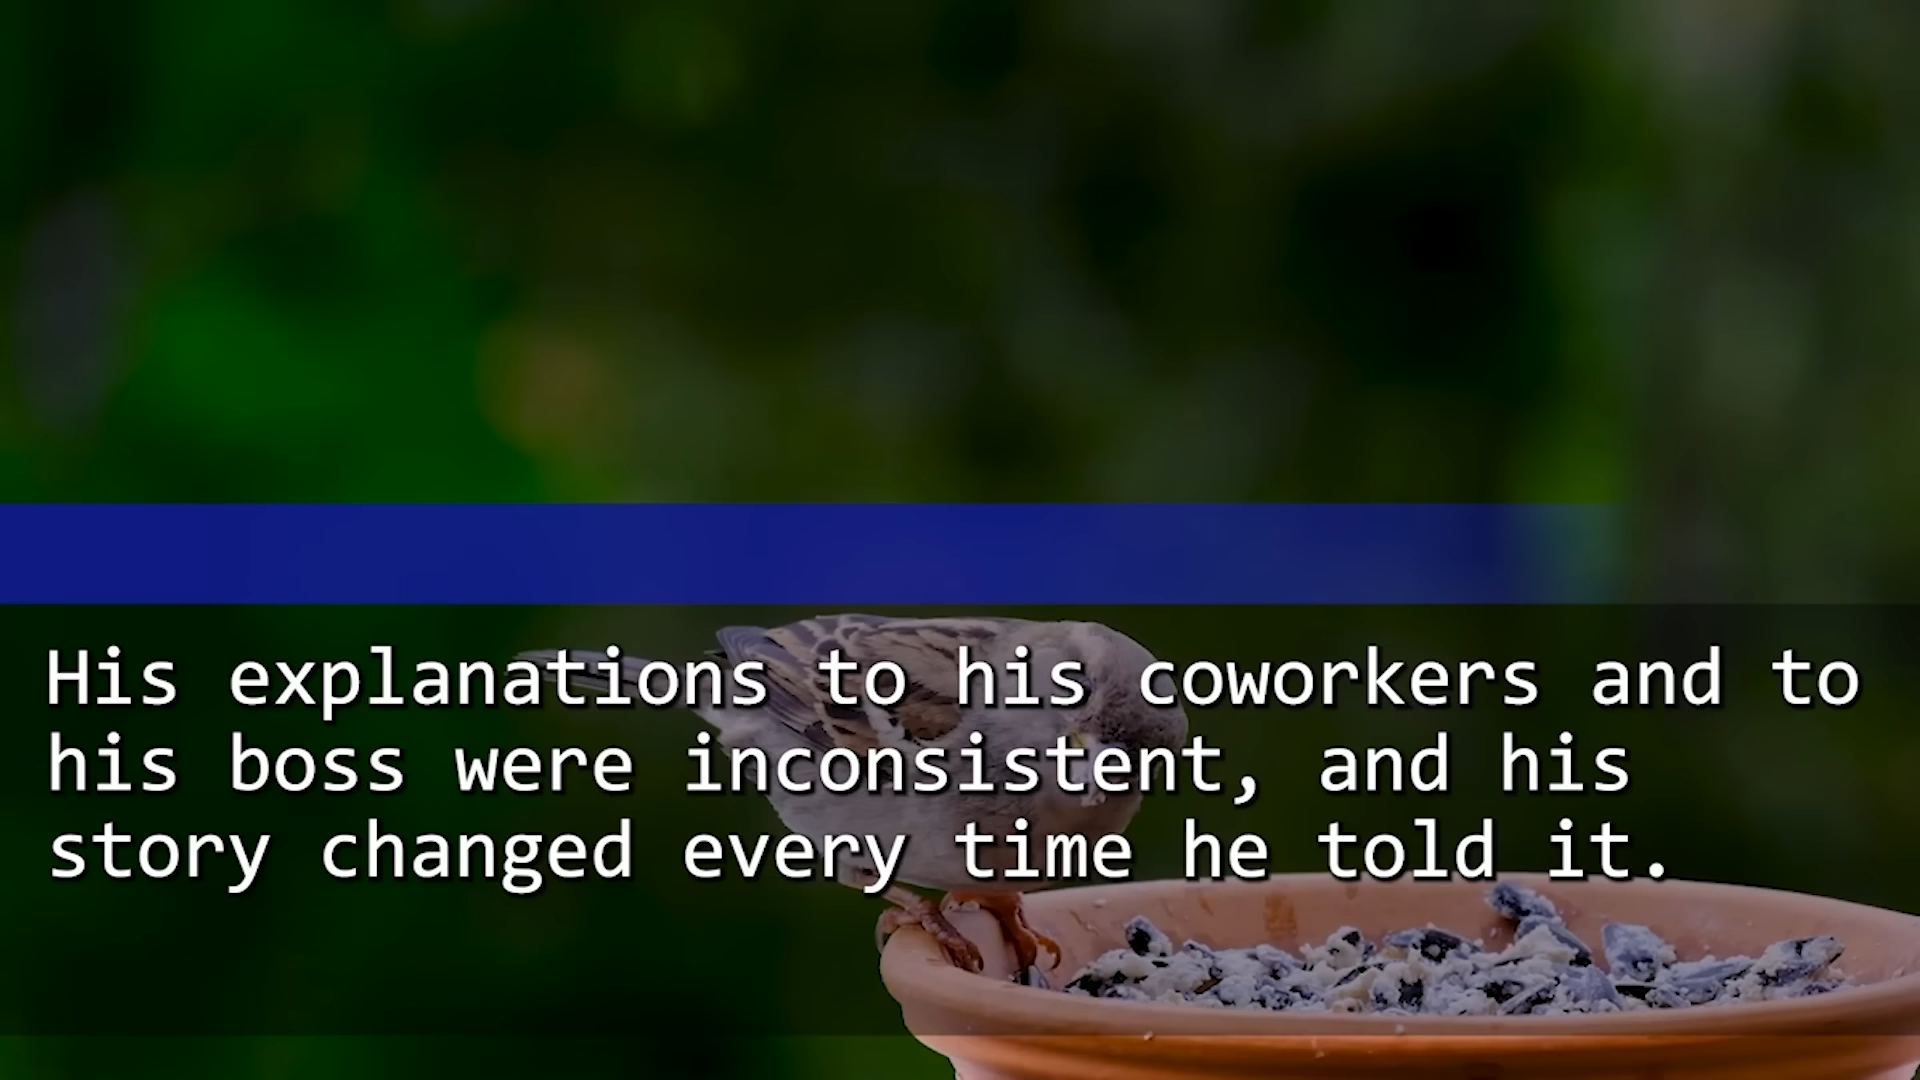 His explanations to his coworkers and to
his boss were inconsistent, and his
story changed every time he told it.